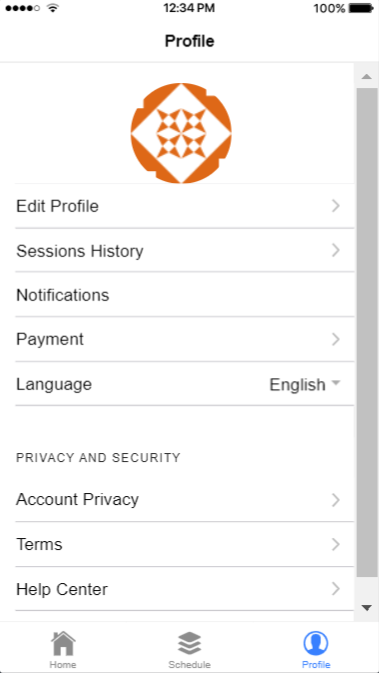 12:34 PM 100%
Profile
Edit Profile
Sessions History
Notifications
Payment
Language English
PRIVACY AND SECURITY
Account Privacy
Terms
Help Center
Home Schedule Profile